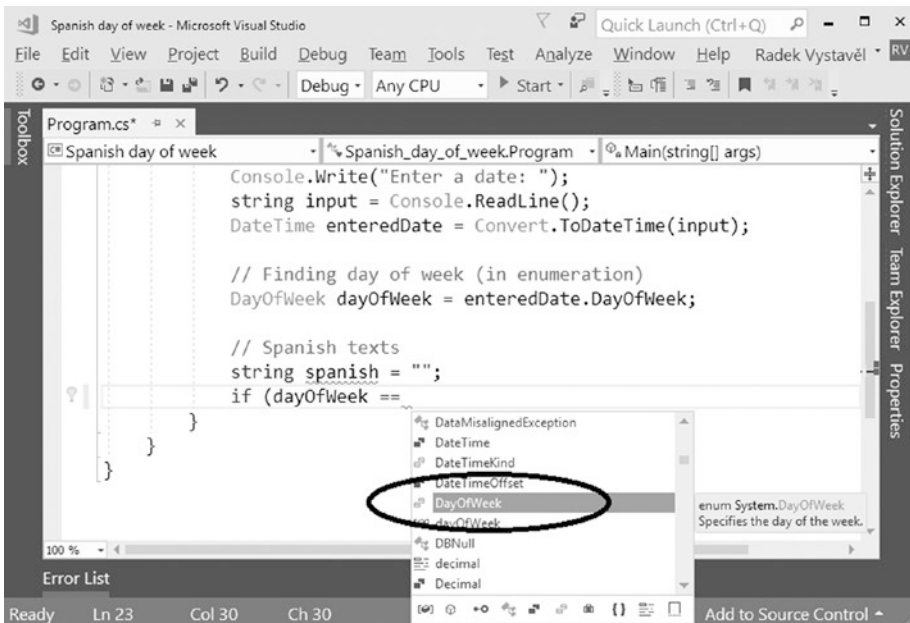 Spanish day of week - Microsoft Visual Studio
Quick Launch (Ctrl+Q)
File Edit View Project Build Debug Team Tools Test Analyze Window Help Radek Vystavěl RV
Debug Any CPU Start
Toolbox
Program.cs*
Spanish day of week Spanish_day_of_week.Program Main(string[] args)
Console.Write("Enter a date: ");
string input = Console.ReadLine();
DateTime enteredDate = Convert.ToDateTime(input);
// Finding day of week (in enumeration)
DayOfWeek dayOfWeek = enteredDate.DayOfWeek;
// Spanish texts
string spanish = "";
if (dayOfWeek ==
}
}
}
DataMisalignedException
DateTime
DateTimeKind
DateTimeOffset
DayOfWeek
dayOfWeek
DBNull
decimal
Decimal
enum System.DayOfWeek
Specifies the day of the week.
Solution Explorer
Team Explorer
Properties
100 %
Error List
Ready Ln 23 Col 30 Ch 30 Add to Source Control